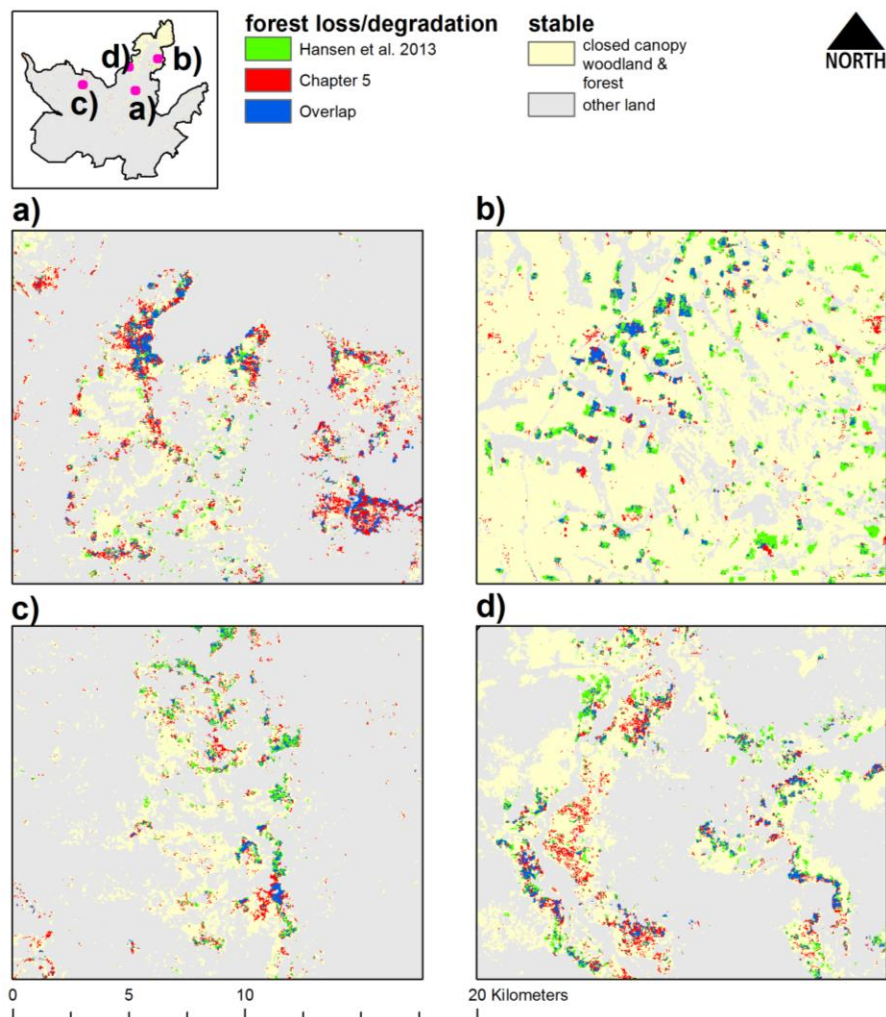 forest loss/degradation
Hansen et al. 2013
Chapter 5
Overlap
stable
closed canopy
woodland &
forest
other land
NORTH
d)
b)
c)
a)
a)
b)
c)
d)
0 5 10 20 Kilometers